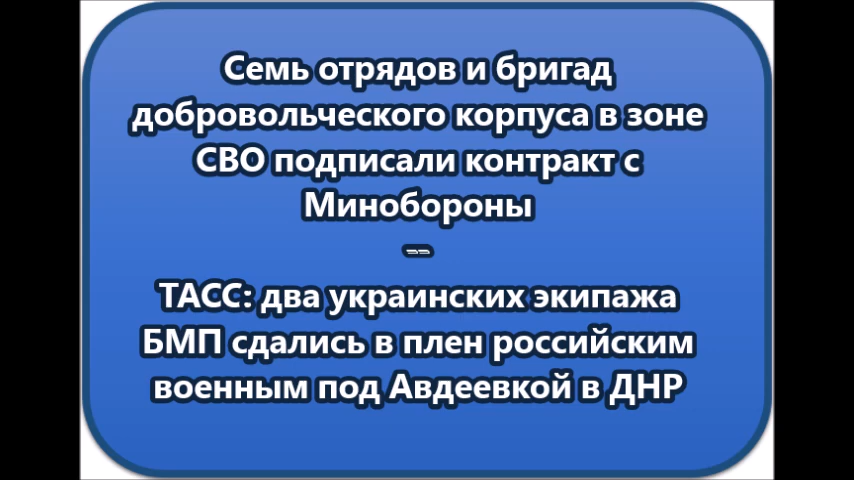 Семь отрядов и бригад
добровольческого корпуса в зоне
СВО подписали контракт с
Минобороны
--
ТАСС: два украинских экипажа
БМП сдались в плен российским
военным под Авдеевкой в ДНР